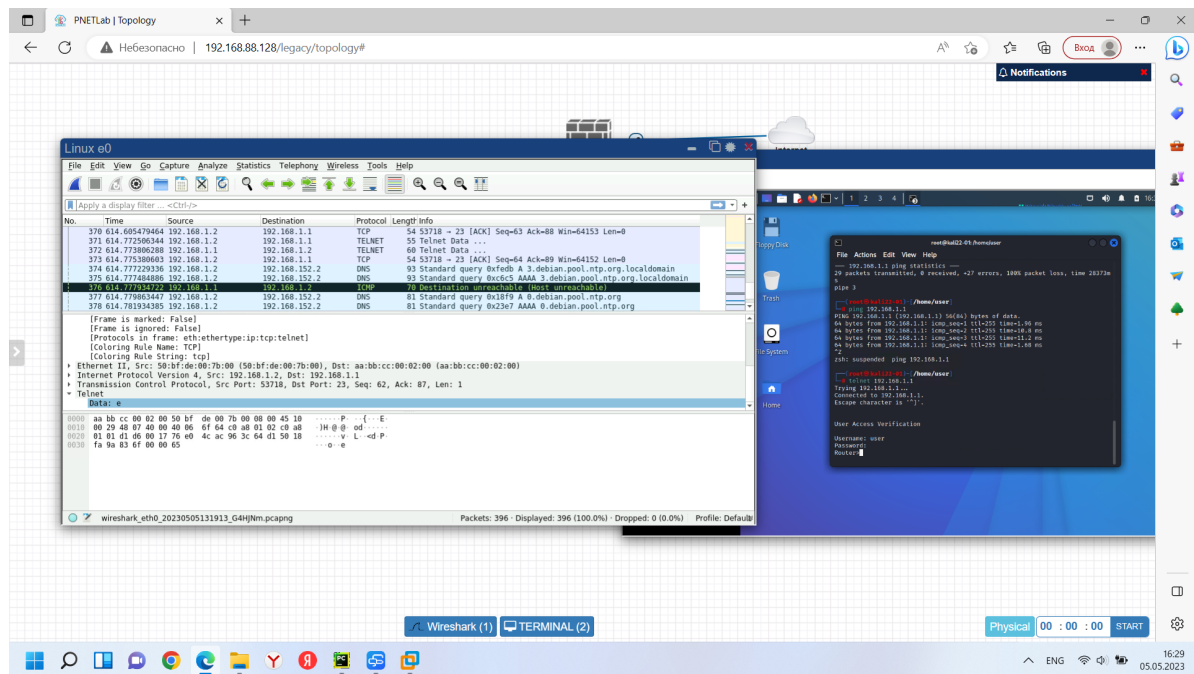 PNETLab | Topology
Небезопасно | 192.168.88.128/legacy/topology#
Вход
Notifications
Internet
Linux e0
File Edit View Go Capture Analyze Statistics Telephony Wireless Tools Help
Apply a display filter ... <Ctrl-/>
No. Time Source Destination Protocol Length Info
370 614.605479464 192.168.1.2 192.168.1.1 TCP 54 53718 → 23 [ACK] Seq=63 Ack=88 Win=64153 Len=0
371 614.772506344 192.168.1.2 192.168.1.1 TELNET 55 Telnet Data ...
372 614.773806288 192.168.1.1 192.168.1.2 TELNET 60 Telnet Data ...
373 614.775380603 192.168.1.2 192.168.1.1 TCP 54 53718 → 23 [ACK] Seq=64 Ack=89 Win=64152 Len=0
374 614.777229336 192.168.1.2 192.168.152.2 DNS 93 Standard query 0xfedb A 3.debian.pool.ntp.org.localdomain
375 614.777484886 192.168.1.2 192.168.152.2 DNS 93 Standard query 0xc6c5 AAAA 3.debian.pool.ntp.org.localdomain
376 614.777934722 192.168.1.1 192.168.1.2 ICMP 70 Destination unreachable (Host unreachable)
377 614.779863447 192.168.1.2 192.168.152.2 DNS 81 Standard query 0x18f9 A 0.debian.pool.ntp.org
378 614.781934385 192.168.1.2 192.168.152.2 DNS 81 Standard query 0x23e7 AAAA 0.debian.pool.ntp.org
[Frame is marked: False]
[Frame is ignored: False]
[Protocols in frame: eth:ethertype:ip:tcp:telnet]
[Coloring Rule Name: TCP]
[Coloring Rule String: tcp]
Ethernet II, Src: 50:bf:de:00:7b:00 (50:bf:de:00:7b:00), Dst: aa:bb:cc:00:02:00 (aa:bb:cc:00:02:00)
Internet Protocol Version 4, Src: 192.168.1.2, Dst: 192.168.1.1
Transmission Control Protocol, Src Port: 53718, Dst Port: 23, Seq: 62, Ack: 87, Len: 1
Telnet
Data: e
0000 aa bb cc 00 02 00 50 bf de 00 7b 00 08 00 45 10 ······P· ··{···E·
0010 00 29 48 07 40 00 40 06 6f 64 c0 a8 01 02 c0 a8 ·)H·@·@· od······
0020 01 01 d1 d6 00 17 76 e0 4c ac 96 3c 64 d1 50 18 ······v· L··<d·P·
0030 fa 9a 83 6f 00 00 65 ···o··e
wireshark_eth0_20230505131913_G4HJNm.pcapng
Packets: 396 · Displayed: 396 (100.0%) · Dropped: 0 (0.0%)
Profile: Default
1 2 3 4
16:
Floppy Disk
Trash
File System
Home
root@kali22-01: /home/user
File Actions Edit View Help
— 192.168.1.1 ping statistics —
29 packets transmitted, 0 received, +27 errors, 100% packet loss, time 28373m
s
pipe 3
(root@kali22-01)-[/home/user]
ping 192.168.1.1
PING 192.168.1.1 (192.168.1.1) 56(84) bytes of data.
64 bytes from 192.168.1.1: icmp_seq=1 ttl=255 time=1.96 ms
64 bytes from 192.168.1.1: icmp_seq=2 ttl=255 time=10.8 ms
64 bytes from 192.168.1.1: icmp_seq=3 ttl=255 time=11.2 ms
64 bytes from 192.168.1.1: icmp_seq=4 ttl=255 time=1.68 ms
^Z
zsh: suspended ping 192.168.1.1
(root@kali22-01)-[/home/user]
telnet 192.168.1.1
Trying 192.168.1.1...
Connected to 192.168.1.1.
Escape character is '^]'.
User Access Verification
Username: user
Password:
Router>
Wireshark (1)
TERMINAL (2)
Physical
00 : 00 : 00
START
ENG
16:29
05.05.2023